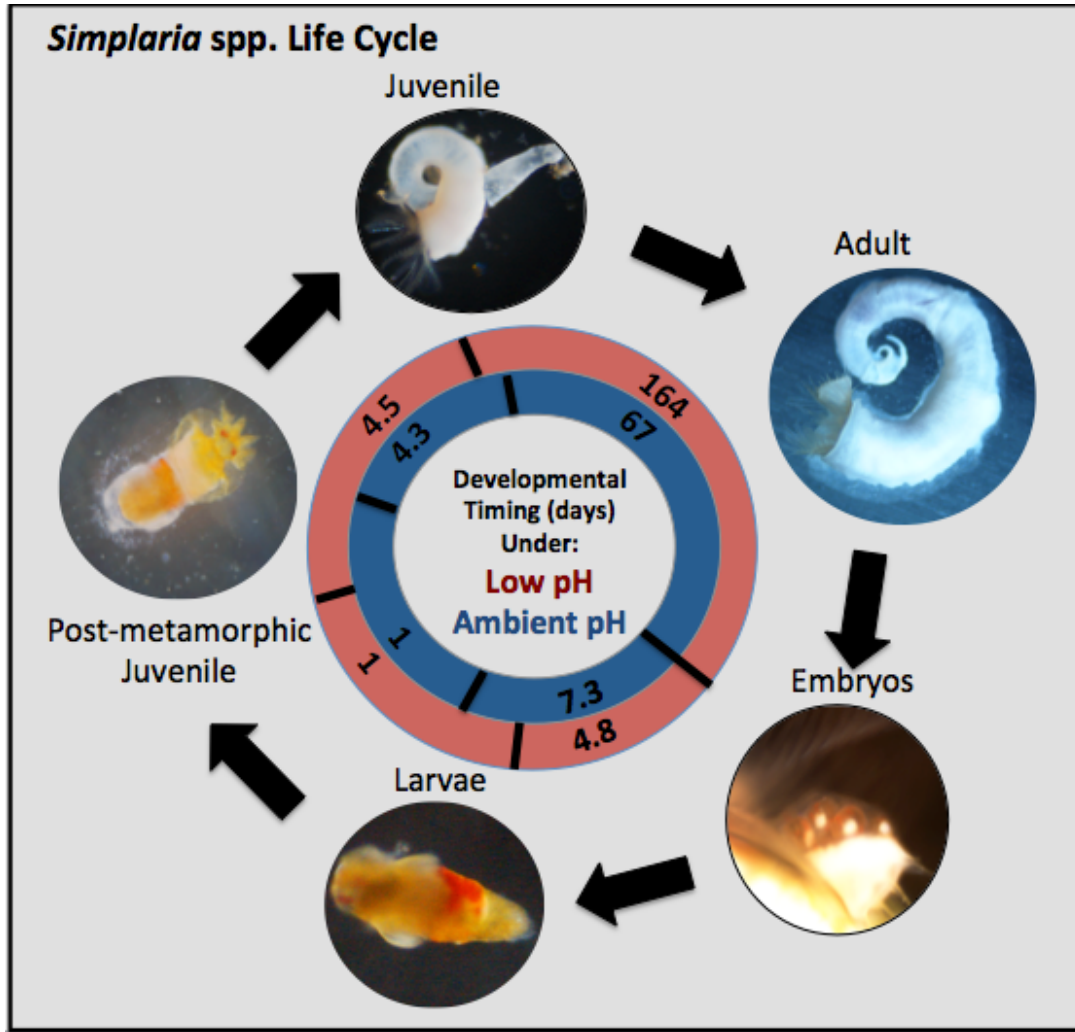 Simplaria spp. Life Cycle
Juvenile
Adult
164
67
4.5
4.3
Developmental
Timing (days)
Under:
Low pH
Ambient pH
Post-metamorphic
Juvenile
1
1
7.3
4.8
Embryos
Larvae